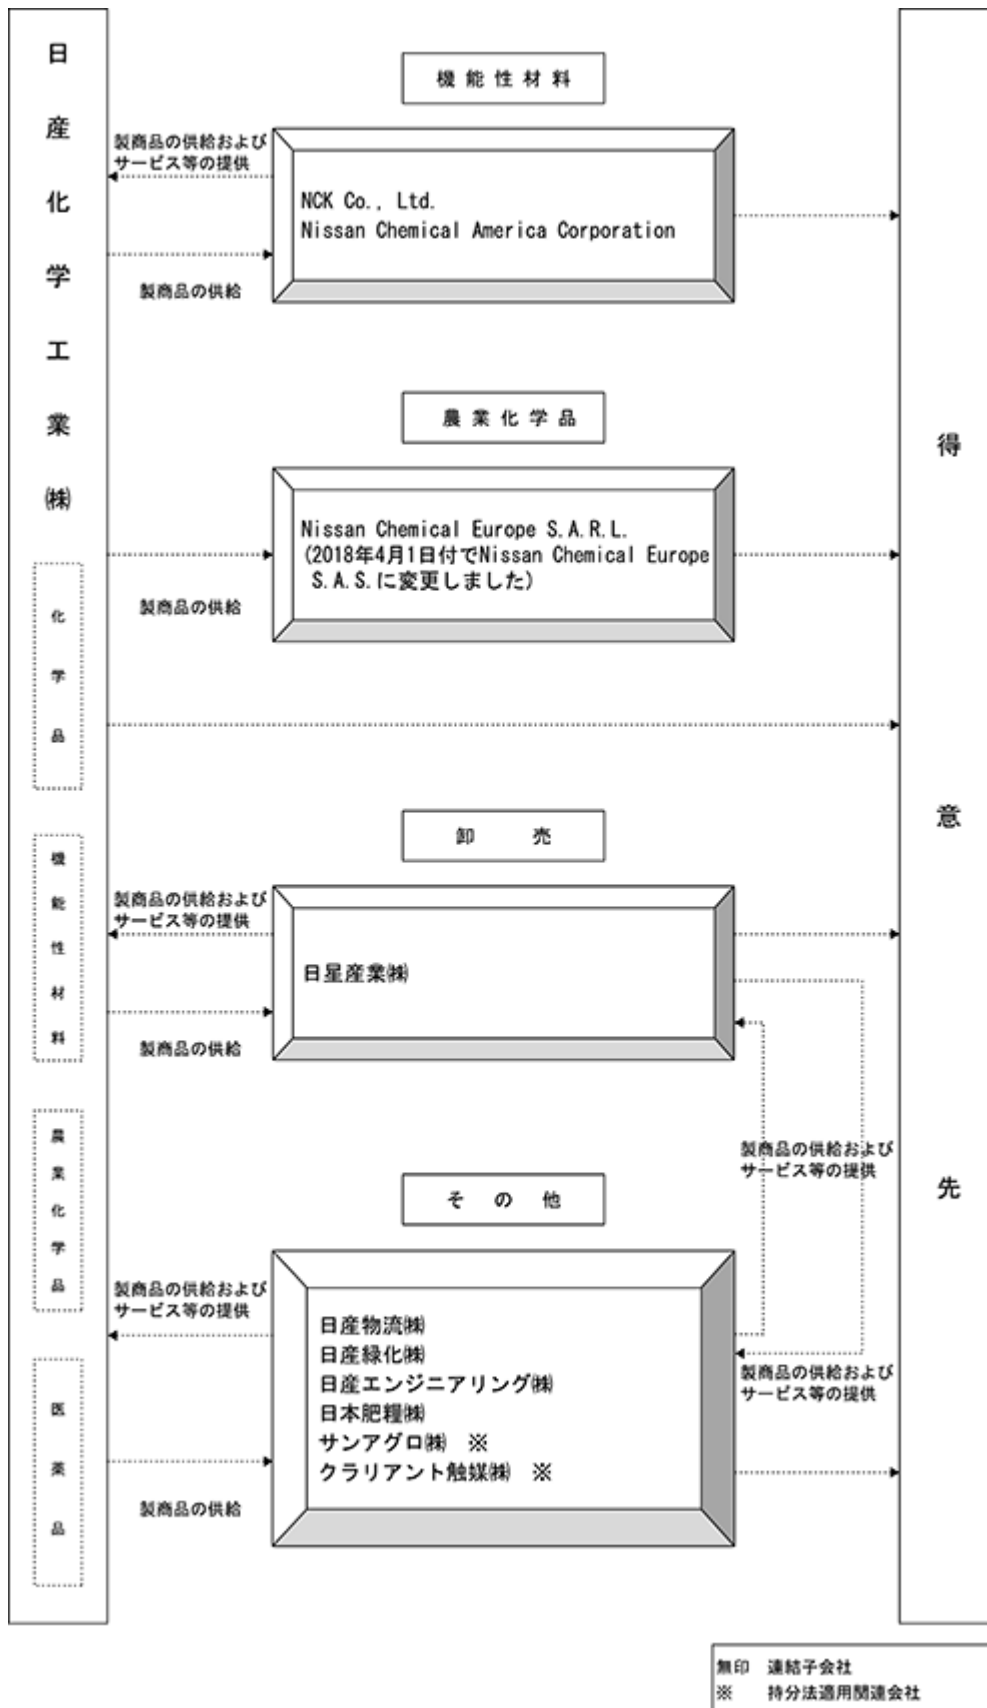 日産化学工業㈱
化学品
機能性材料
農業化学品
医薬品
機能性材料
製商品の供給および
サービス等の提供
NCK Co., Ltd.
Nissan Chemical America Corporation
製商品の供給
農業化学品
Nissan Chemical Europe S.A.R.L.
(2018年4月1日付でNissan Chemical Europe
S.A.S.に変更しました)
製商品の供給
卸売
製商品の供給および
サービス等の提供
日星産業㈱
製商品の供給
製商品の供給および
サービス等の提供
その他
製商品の供給および
サービス等の提供
日産物流㈱
日産緑化㈱
日産エンジニアリング㈱
日本肥糧㈱
サンアグロ㈱ ※
クラリアント触媒㈱ ※
製商品の供給
製商品の供給および
サービス等の提供
得意先
無印 連結子会社
※ 持分法適用関連会社